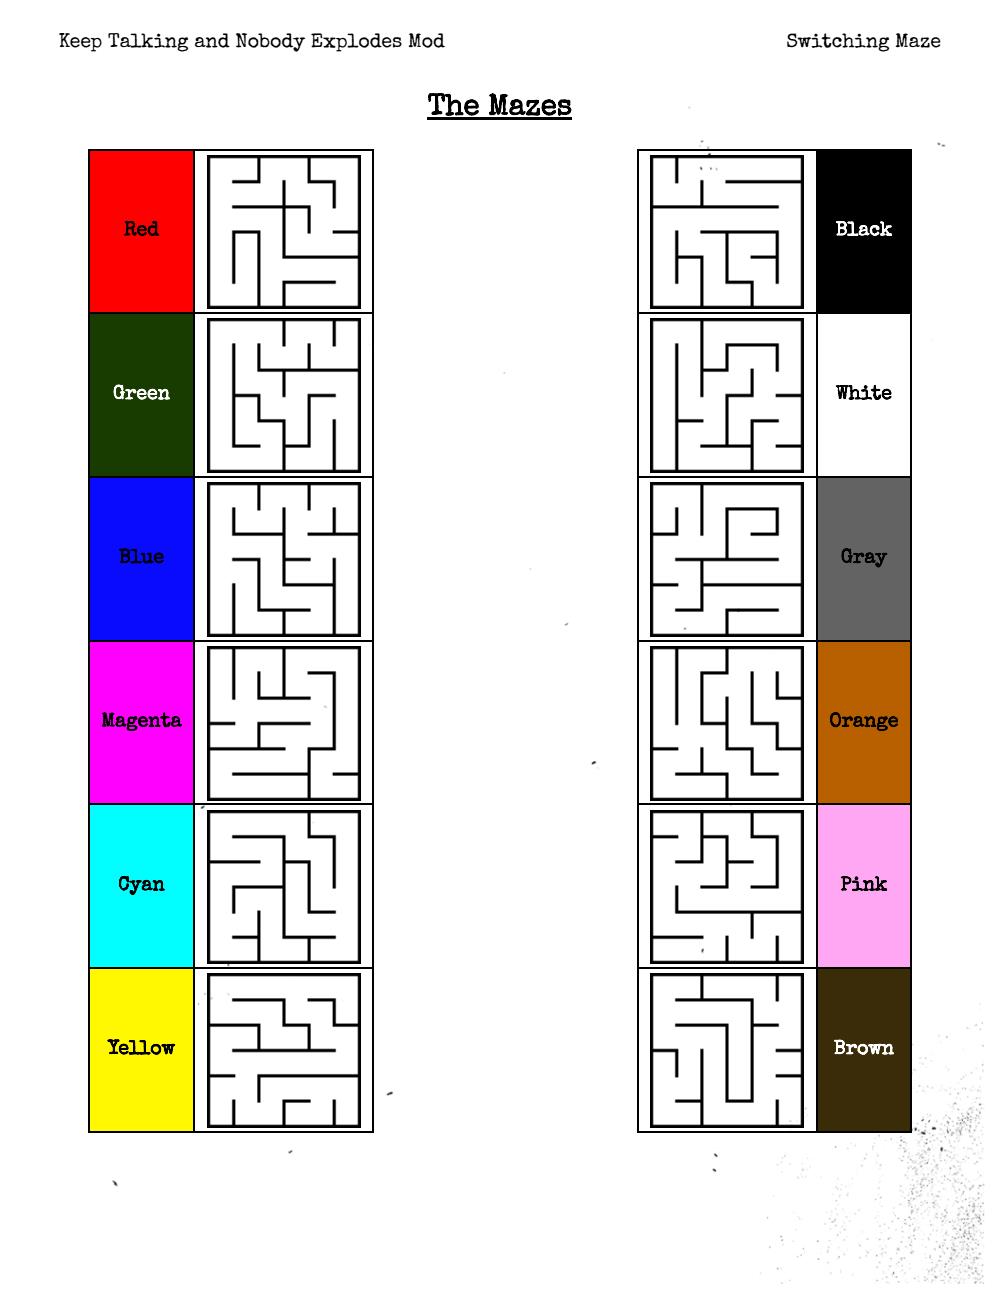 Keep Talking and Nobody Explodes Mod
Switching Maze
The Mazes
Red
Black
Green
White
Blue
Gray
Magenta
Orange
Cyan
Pink
Yellow
Brown